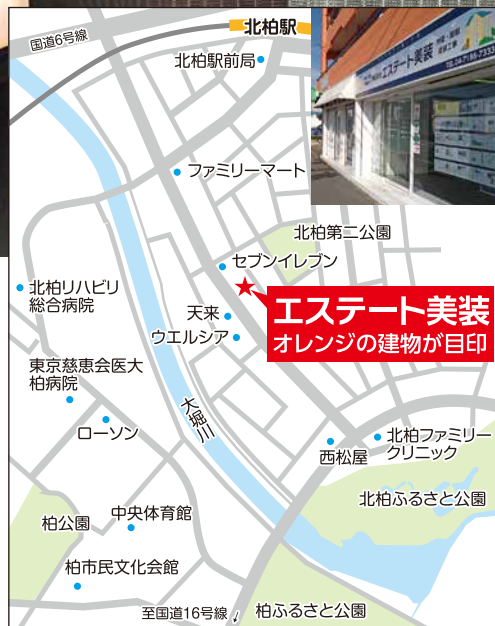 国道6号線
北柏駅
北柏駅前局
エステート美装
TEL.04-7165-7333
ファミリーマート
北柏第二公園
セブンイレブン
北柏リハビリ
総合病院
天来
ウエルシア
エステート美装
オレンジの建物が目印
東京慈恵会医大
柏病院
大堀川
ローソン
西松屋
北柏ファミリー
クリニック
北柏ふるさと公園
柏公園
中央体育館
柏市民文化会館
至国道16号線
柏ふるさと公園